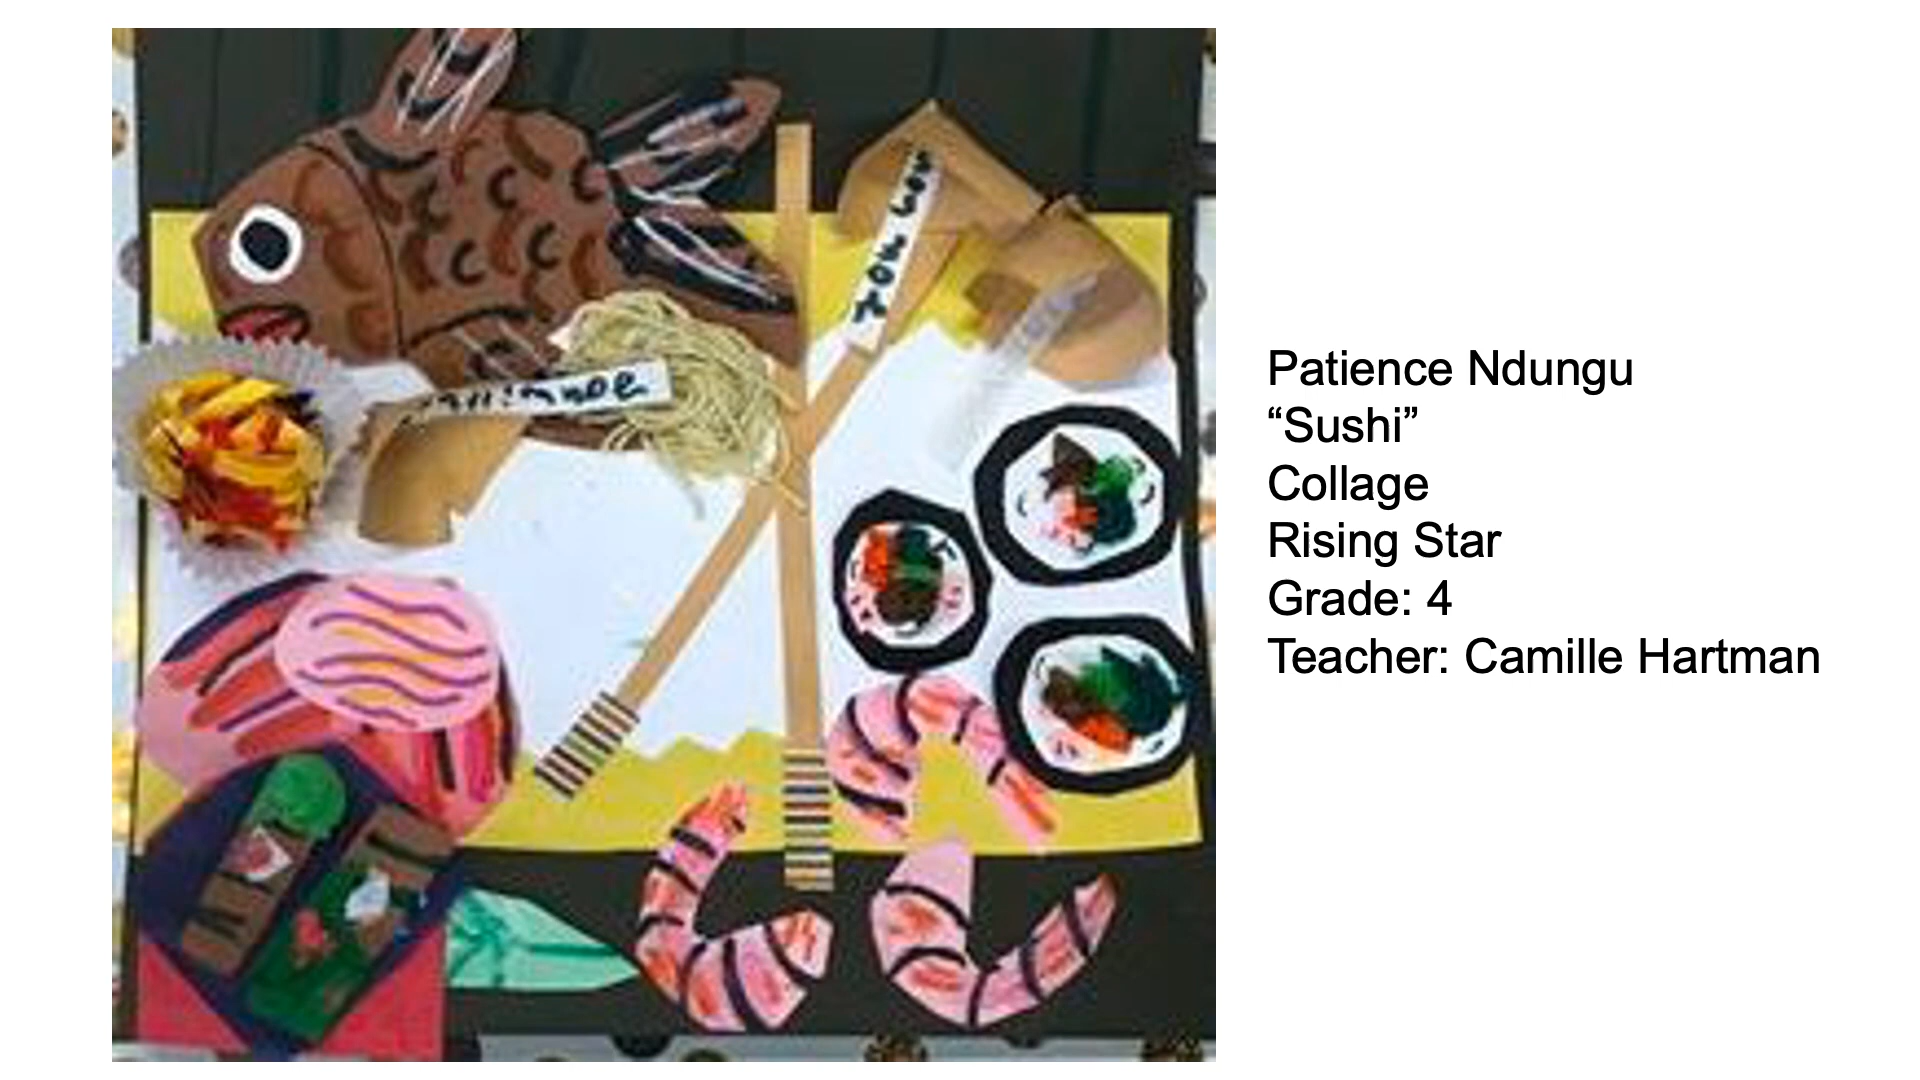 Patience Ndungu
“Sushi”
Collage
Rising Star
Grade: 4
Teacher: Camille Hartman